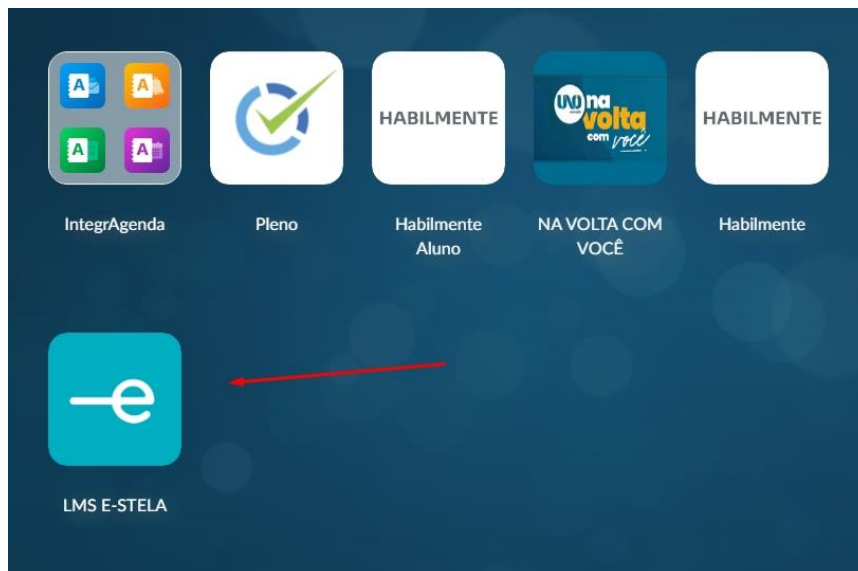 A
A
A
A
HABILMENTE
UNO
na
volta
com você
HABILMENTE
IntegrAgenda
Pleno
Habilmente
Aluno
NA VOLTA COM
VOCÊ
Habilmente
e
LMS E-STELA